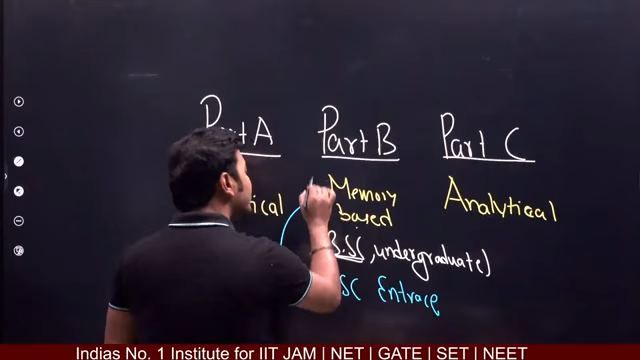 Part A Part B Part C
Memory
based
Analytical
B.SC, undergraduate)
SC Entrace
Indias No. 1 Institute for IIT JAM | NET | GATE | SET | NEET